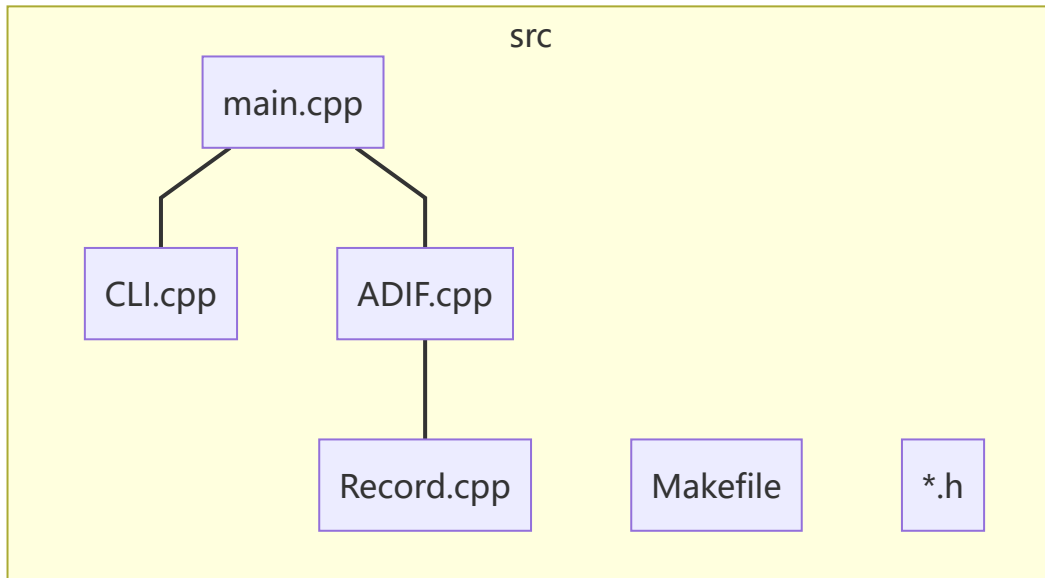 src
main.cpp
CLI.cpp
ADIF.cpp
Record.cpp
Makefile
*.h